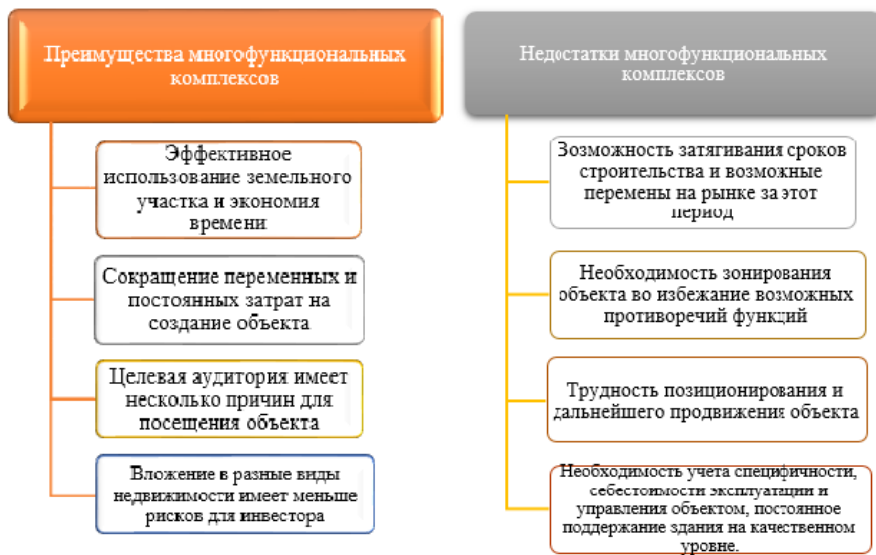 Преимущества многофункциональных
комплексов
Эффективное
использование земельного
участка и экономия
времени
Сокращение переменных и
постоянных затрат на
создание объекта
Целевая аудитория имеет
несколько причин для
посещения объекта
Вложение в разные виды
недвижимости имеет меньше
рисков для инвестора
Недостатки многофункциональных
комплексов
Возможность затягивания сроков
строительства и возможные
перемены на рынке за этот
период
Необходимость зонирования
объекта во избежание возможных
противоречий функций
Трудность позиционирования и
дальнейшего продвижения объекта
Необходимость учета специфичности,
себестоимости эксплуатации и
управления объектом, постоянное
поддержание здания на качественном
уровне.